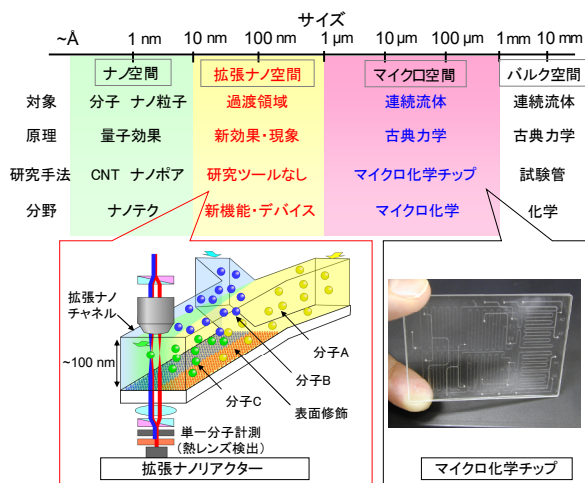 サイズ
~Å 1 nm 10 nm 100 nm 1 µm 10 µm 100 µm 1 mm 10 mm
ナノ空間 拡張ナノ空間 マイクロ空間 バルク空間
対象 分子 ナノ粒子 過渡領域 連続流体 連続流体
原理 量子効果 新効果・現象 古典力学 古典力学
研究手法 CNT ナノポア 研究ツールなし マイクロ化学チップ 試験管
分野 ナノテク 新機能・デバイス マイクロ化学 化学
拡張ナノ
チャネル
~100 nm
分子A
分子B
分子C
表面修飾
単一分子計測
(熱レンズ検出)
拡張ナノリアクター
マイクロ化学チップ